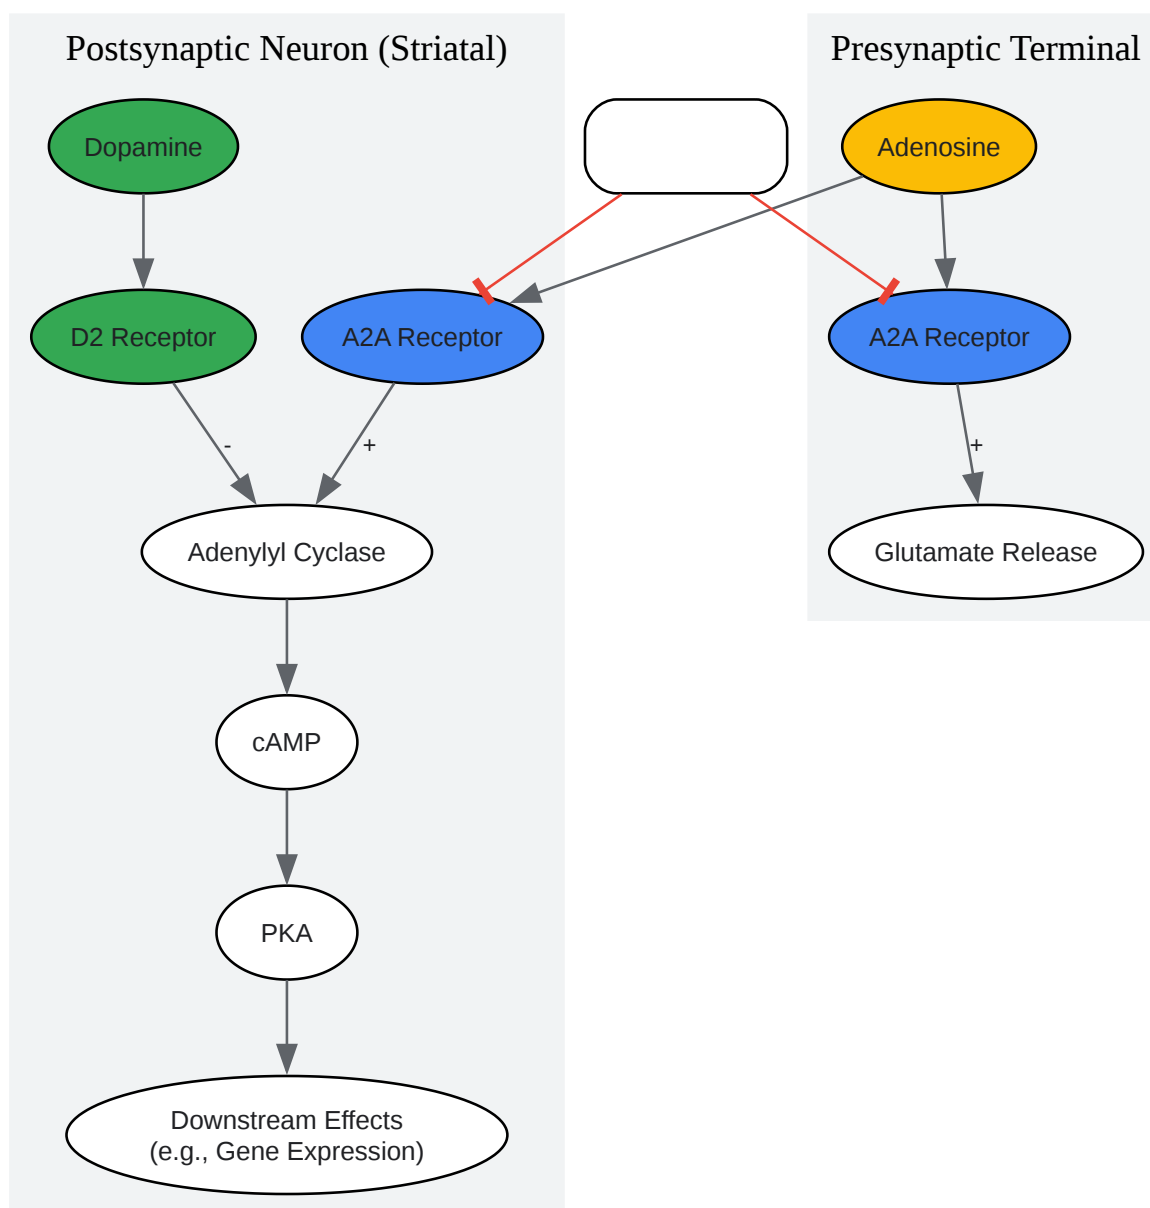 Postsynaptic Neuron (Striatal)
Presynaptic Terminal
Dopamine
Adenosine
D2 Receptor
A2A Receptor
A2A Receptor
-
+
+
Adenylyl Cyclase
Glutamate Release
cAMP
PKA
Downstream Effects
(e.g., Gene Expression)